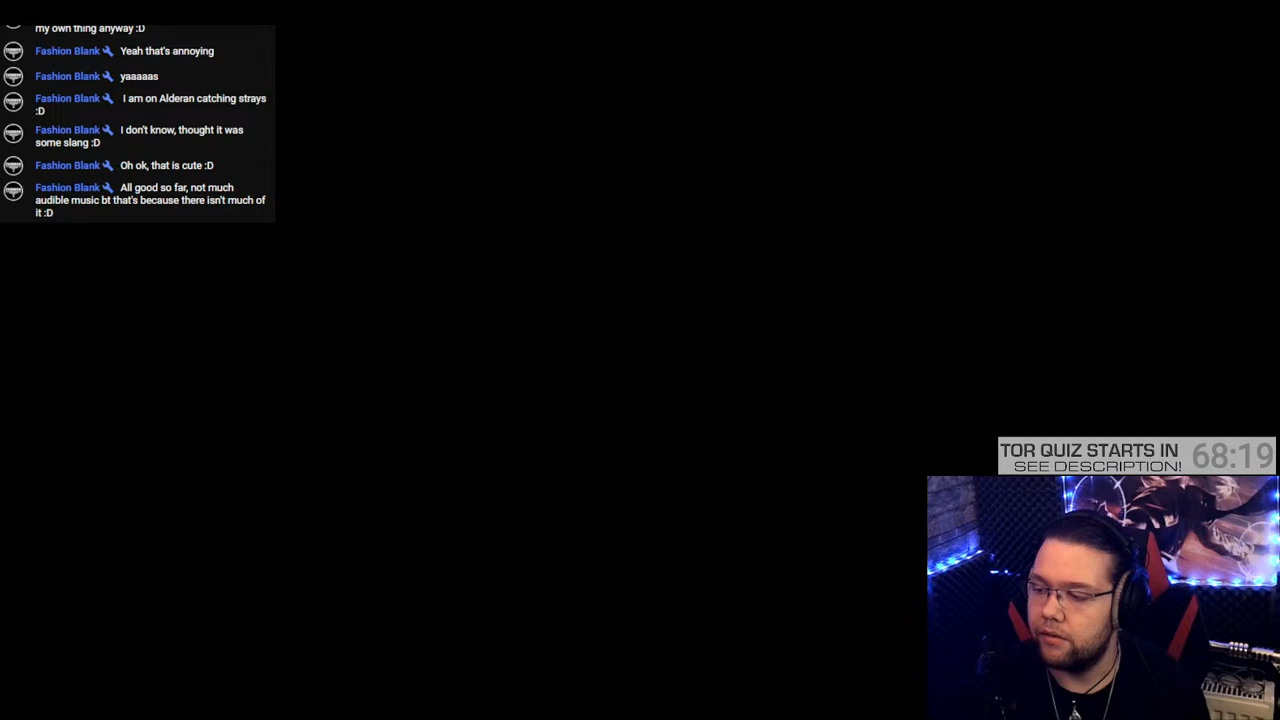 my own thing anyway :D
Fashion Blank Yeah that's annoying
Fashion Blank yaaaaas
Fashion Blank I am on Alderan catching strays
:D
Fashion Blank I don't know, thought it was
some slang :D
Fashion Blank Oh ok, that is cute :D
Fashion Blank All good so far, not much
audible music bt that's because there isn't much of
it :D
TOR QUIZ STARTS IN 68:19
SEE DESCRIPTION!